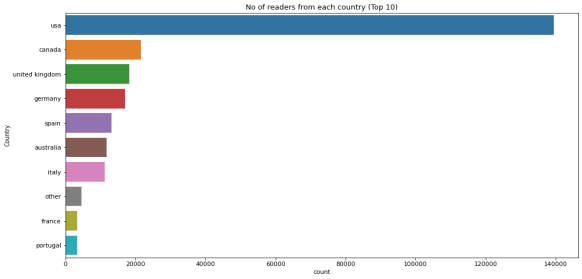 No of readers from each country (Top 10)
Country
usa
canada
united kingdom
germany
spain
australia
italy
other
france
portugal
0 20000 40000 60000 80000 100000 120000 140000
count